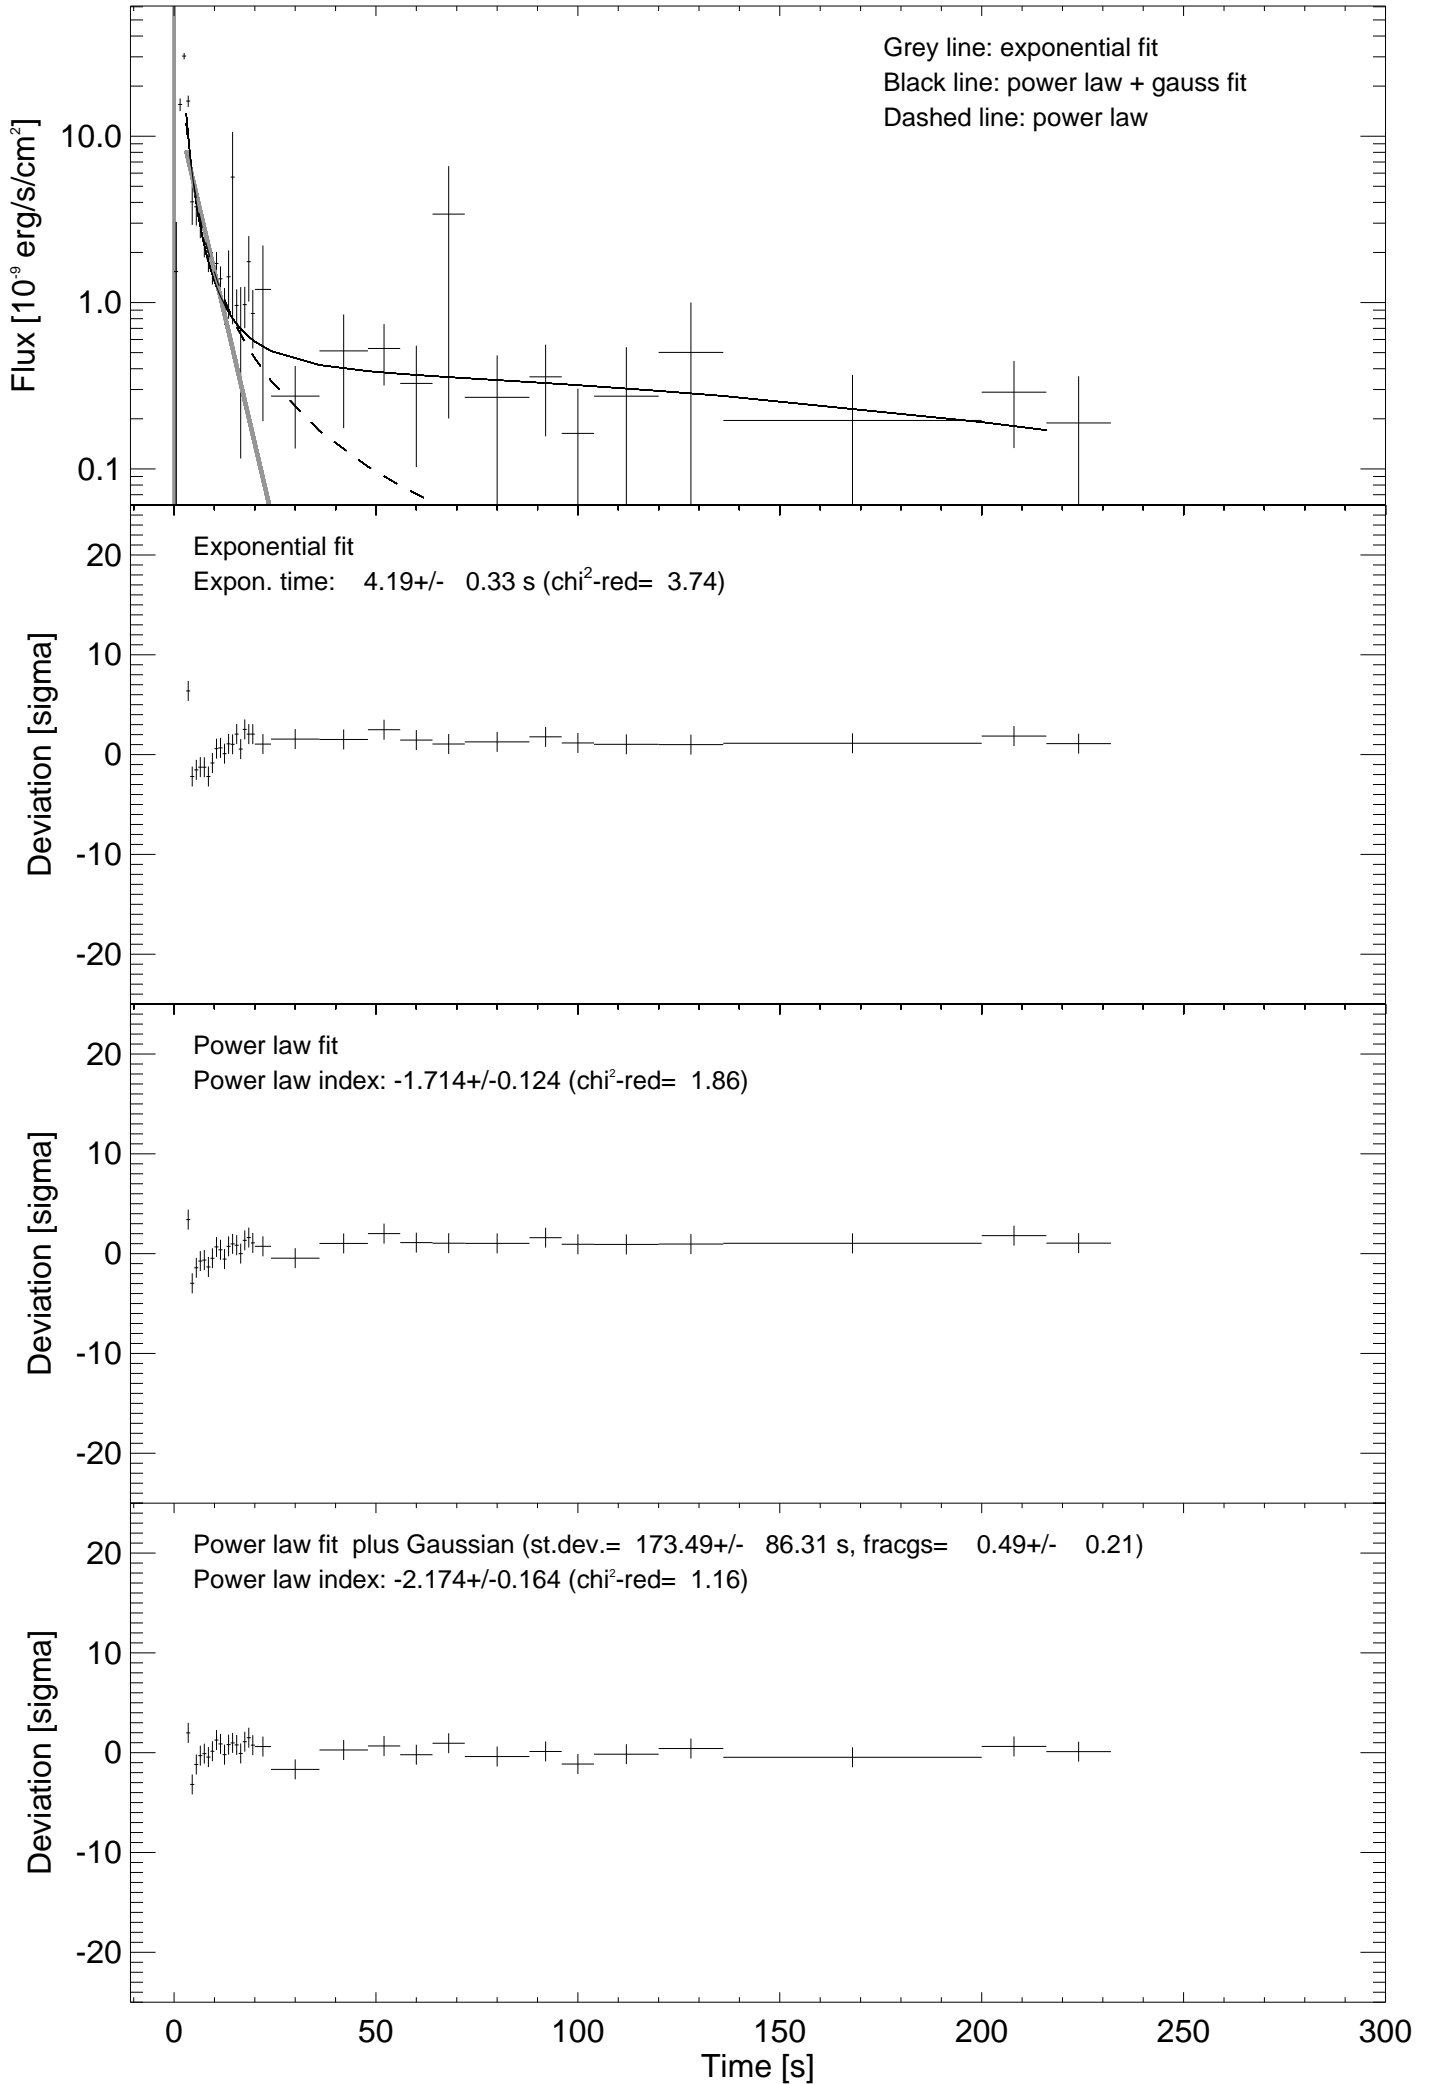 Grey line: exponential fit
Black line: power law + gauss fit
Dashed line: power law
Flux [10⁻⁹ erg/s/cm²]
10.0
1.0
0.1
Exponential fit
Expon. time: 4.19+/- 0.33 s (chi²-red= 3.74)
Deviation [sigma]
20
10
0
-10
-20
Power law fit
Power law index: -1.714+/-0.124 (chi²-red= 1.86)
Deviation [sigma]
20
10
0
-10
-20
Power law fit plus Gaussian (st.dev.= 173.49+/- 86.31 s, fracgs= 0.49+/- 0.21)
Power law index: -2.174+/-0.164 (chi²-red= 1.16)
Deviation [sigma]
20
10
0
-10
-20
0 50 100 150 200 250 300
Time [s]